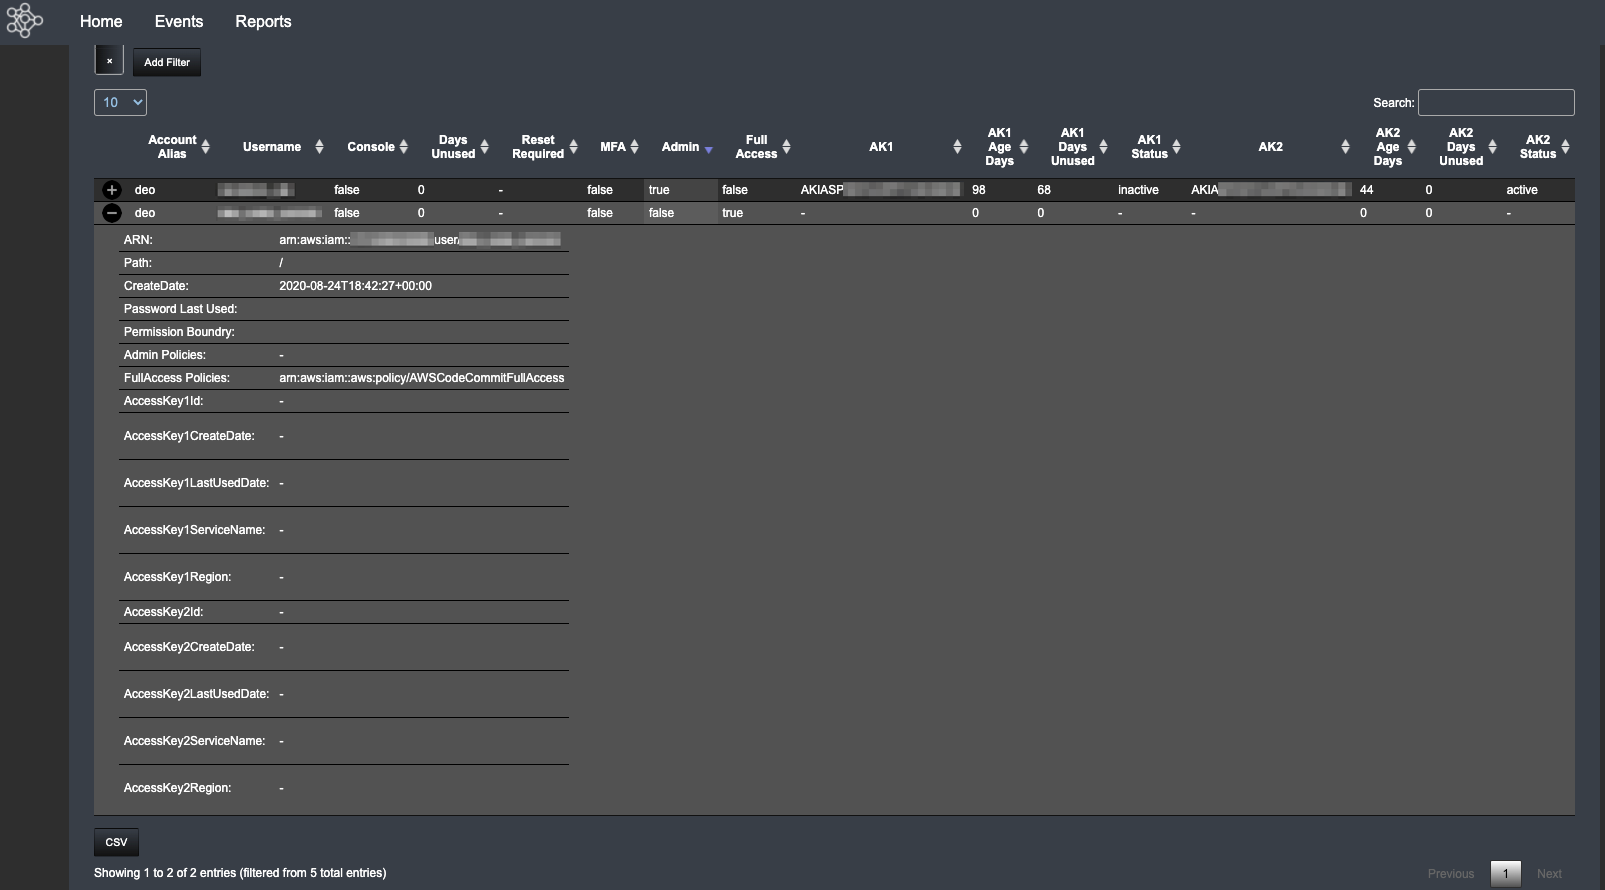 Home Events Reports
× Add Filter
10 Search:
Account Alias Username Console Days Unused Reset Required MFA Admin Full Access AK1 AK1 Age Days AK1 Days Unused AK1 Status AK2 AK2 Age Days AK2 Days Unused AK2 Status
deo false 0 - false true false AKIASP 98 68 inactive AKIA 44 0 active
deo false 0 - false false true - 0 0 - - 0 0 -
ARN: arn:aws:iam:: user/
Path: /
CreateDate: 2020-08-24T18:42:27+00:00
Password Last Used:
Permission Boundry:
Admin Policies: -
FullAccess Policies: arn:aws:iam::aws:policy/AWSCodeCommitFullAccess
AccessKey1Id: -
AccessKey1CreateDate: -
AccessKey1LastUsedDate: -
AccessKey1ServiceName: -
AccessKey1Region: -
AccessKey2Id: -
AccessKey2CreateDate: -
AccessKey2LastUsedDate: -
AccessKey2ServiceName: -
AccessKey2Region: -
CSV
Showing 1 to 2 of 2 entries (filtered from 5 total entries)
Previous 1 Next